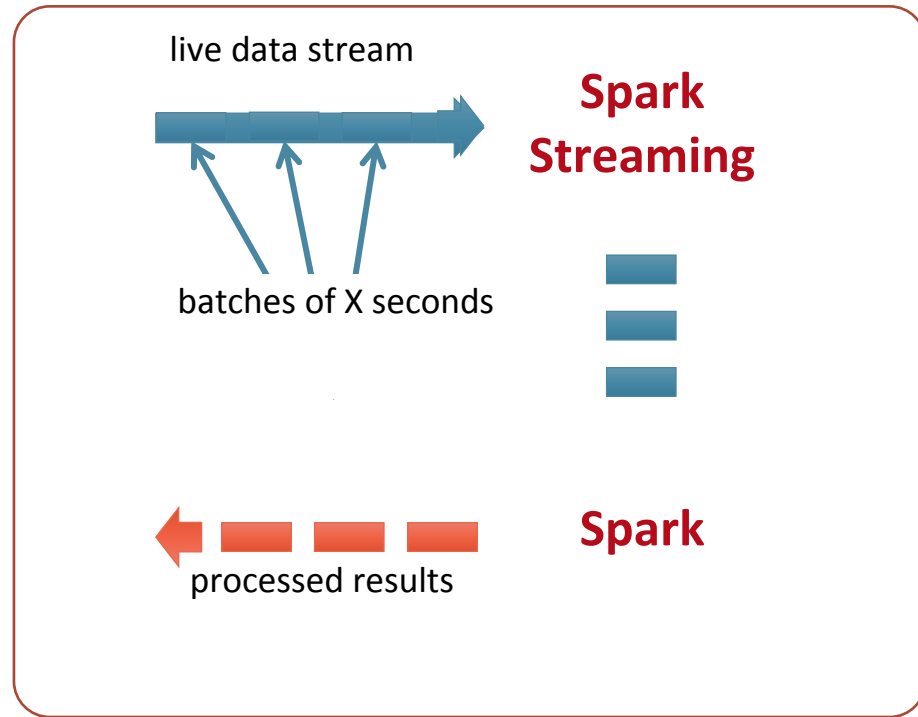 live data stream
Spark
Streaming
batches of X seconds
Spark
processed results